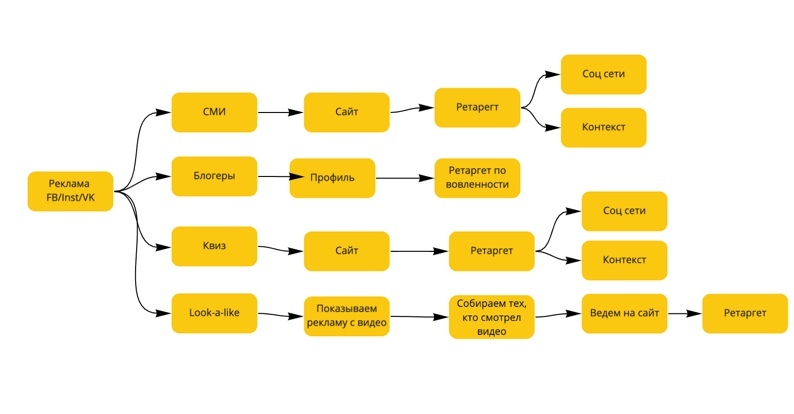 Реклама
FB/Inst/VK
СМИ
Сайт
Ретарегт
Соц сети
Контекст
Блогеры
Профиль
Ретаргет по
вовленности
Квиз
Сайт
Ретаргет
Соц сети
Контекст
Look-a-like
Показываем
рекламу с видео
Собираем тех,
кто смотрел
видео
Ведем на сайт
Ретаргет